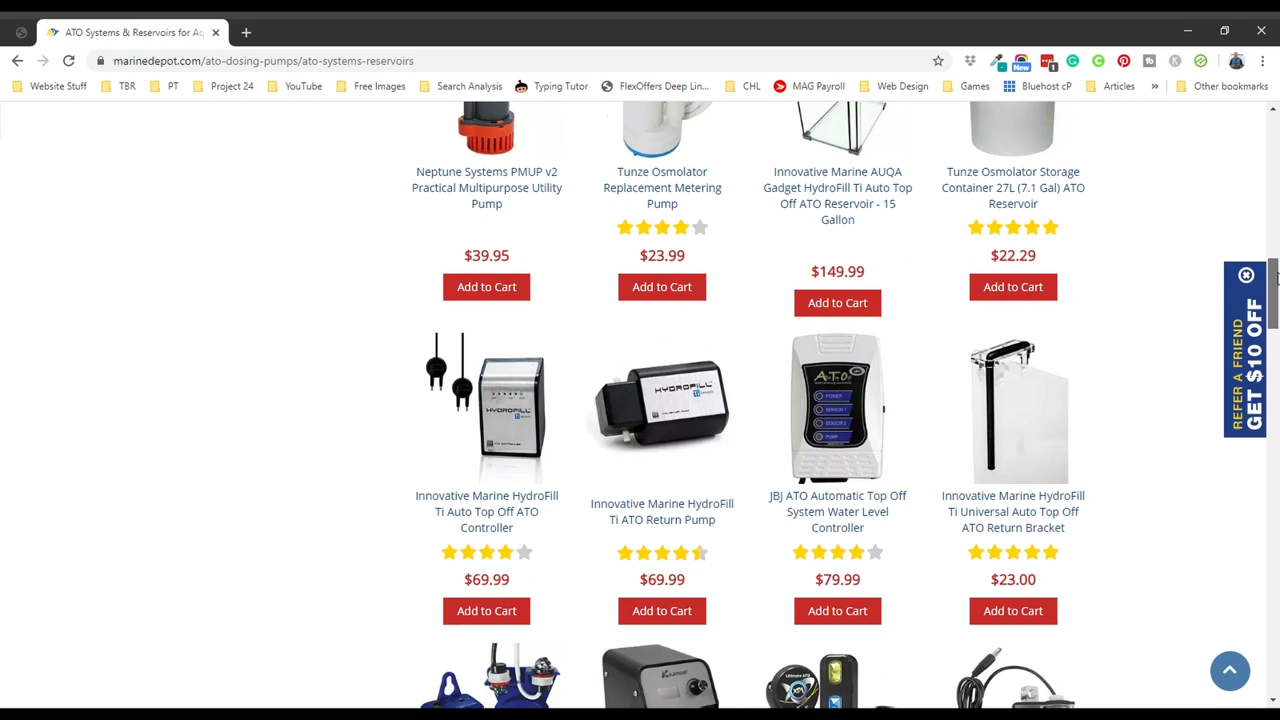 ATO Systems & Reservoirs for Aq
marinedepot.com/ato-dosing-pumps/ato-systems-reservoirs
New
1
Website Stuff
TBR
PT
Project 24
YouTube
Free Images
Search Analysis
Typing Tutor
FlexOffers Deep Lin...
CHL
MAG Payroll
Web Design
Games
Bluehost cP
Articles
Other bookmarks
Neptune Systems PMUP v2
Practical Multipurpose Utility
Pump
$39.95
Add to Cart
Tunze Osmolator
Replacement Metering
Pump
$23.99
Add to Cart
Innovative Marine AUQA
Gadget HydroFill Ti Auto Top
Off ATO Reservoir - 15
Gallon
$149.99
Add to Cart
Tunze Osmolator Storage
Container 27L (7.1 Gal) ATO
Reservoir
$22.29
Add to Cart
REFER A FRIEND
GET $10 OFF
HYDROFILL Ti
HYDROFILL
Ti
A.T.O.
POWER
SENSOR 1
SENSOR 2
PUMP
Innovative Marine HydroFill
Ti Auto Top Off ATO
Controller
$69.99
Add to Cart
Innovative Marine HydroFill
Ti ATO Return Pump
$69.99
Add to Cart
JBJ ATO Automatic Top Off
System Water Level
Controller
$79.99
Add to Cart
Innovative Marine HydroFill
Ti Universal Auto Top Off
ATO Return Bracket
$23.00
Add to Cart
Kamoer
XP